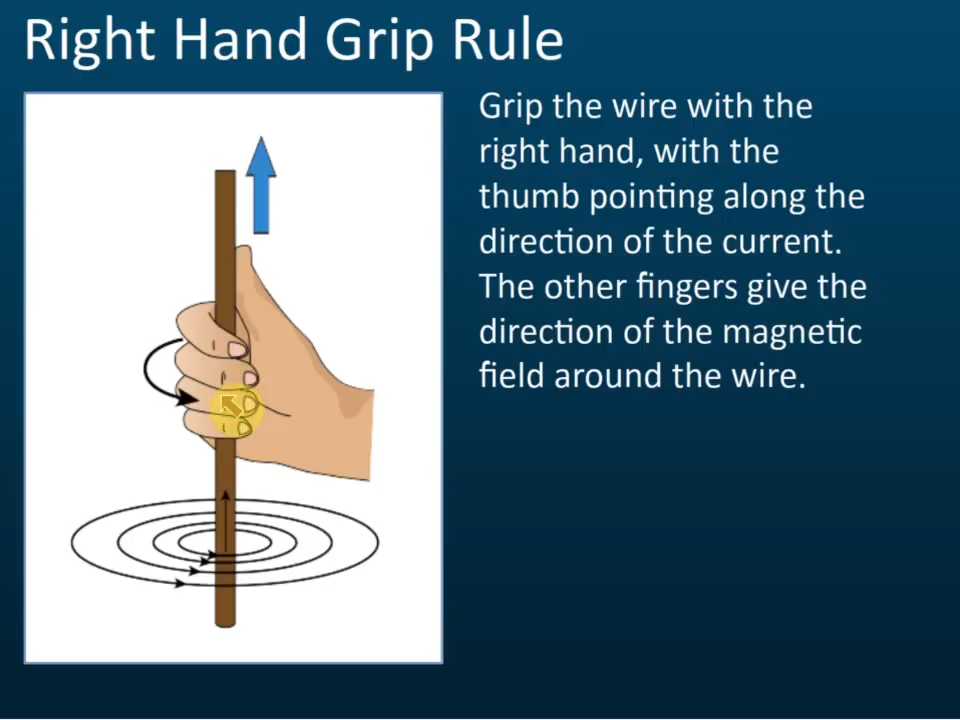 Right Hand Grip Rule
Grip the wire with the
right hand, with the
thumb pointing along the
direction of the current.
The other fingers give the
direction of the magnetic
field around the wire.